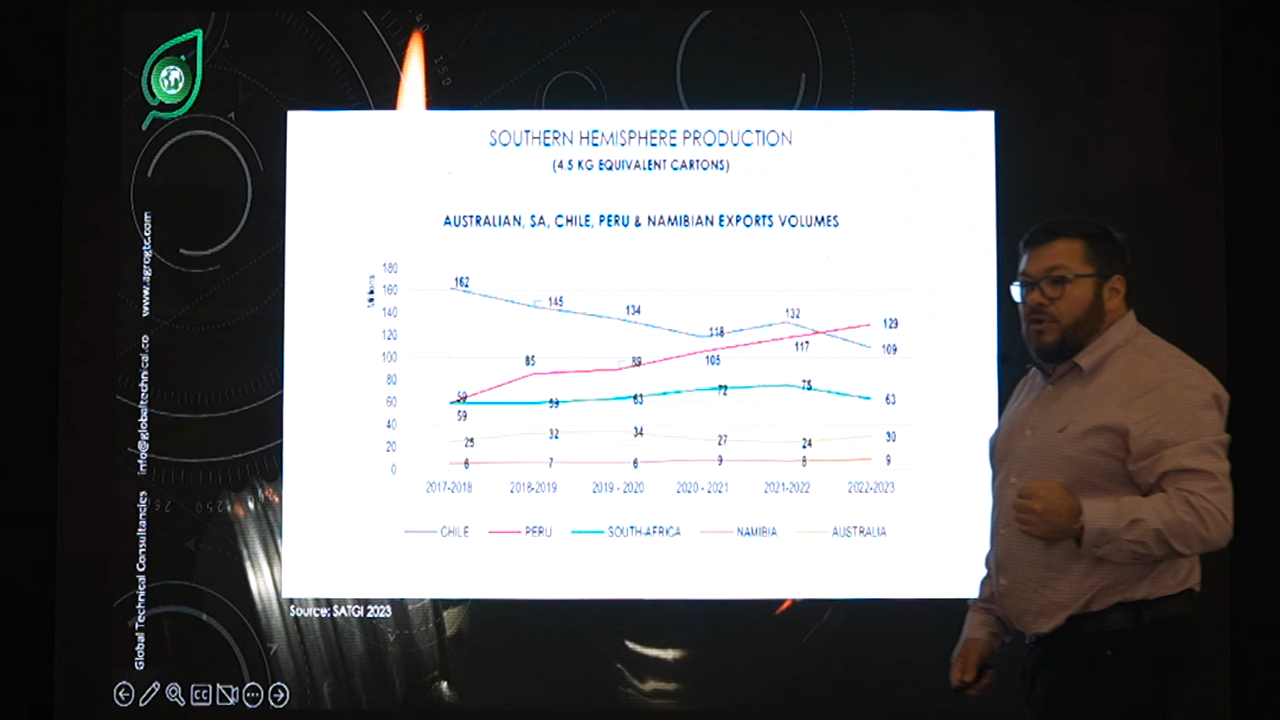 SOUTHERN HEMISPHERE PRODUCTION
(4.5 KG EQUIVALENT CARTONS)
AUSTRALIAN, SA, CHILE, PERU & NAMIBIAN EXPORTS VOLUMES
Millions
180
160
140
120
100
80
60
40
20
0
162 145 134 118 132 109
59 85 89 105 117 129
59 59 63 72 75 63
25 32 34 27 24 30
6 7 6 9 8 9
2017-2018 2018-2019 2019 - 2020 2020 - 2021 2021-2022 2022-2023
CHILE PERU SOUTH-AFRICA NAMIBIA AUSTRALIA
Source: SATGI 2023
Global Technical Consultancies info@globaltechnical.co www.agrogtc.com
CC
150